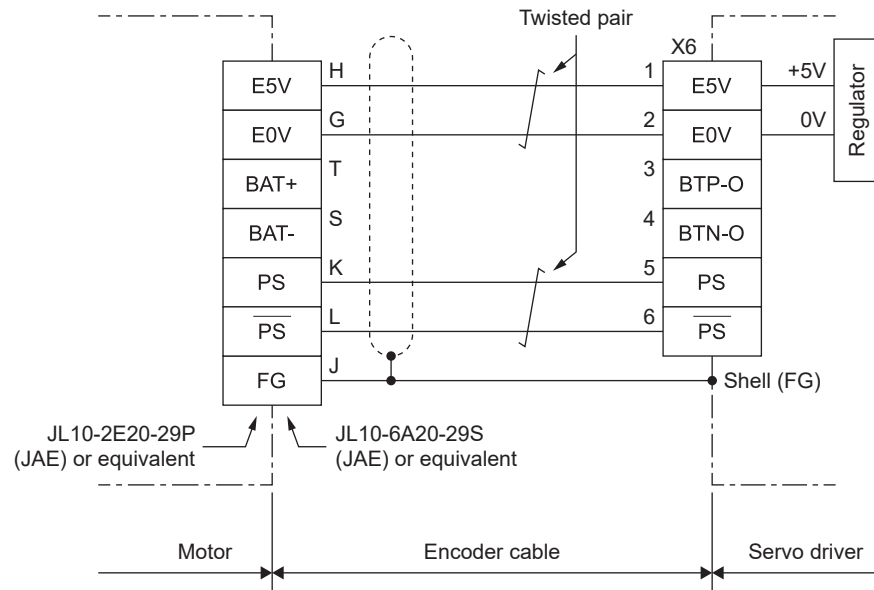 Twisted pair
X6
E5V H 1 E5V +5V
E0V G 2 E0V 0V
Regulator
BAT+ T 3 BTP-O
BAT- S 4 BTN-O
PS K 5 PS
PS L 6 PS
FG J Shell (FG)
JL10-2E20-29P
(JAE) or equivalent
JL10-6A20-29S
(JAE) or equivalent
Motor Encoder cable Servo driver